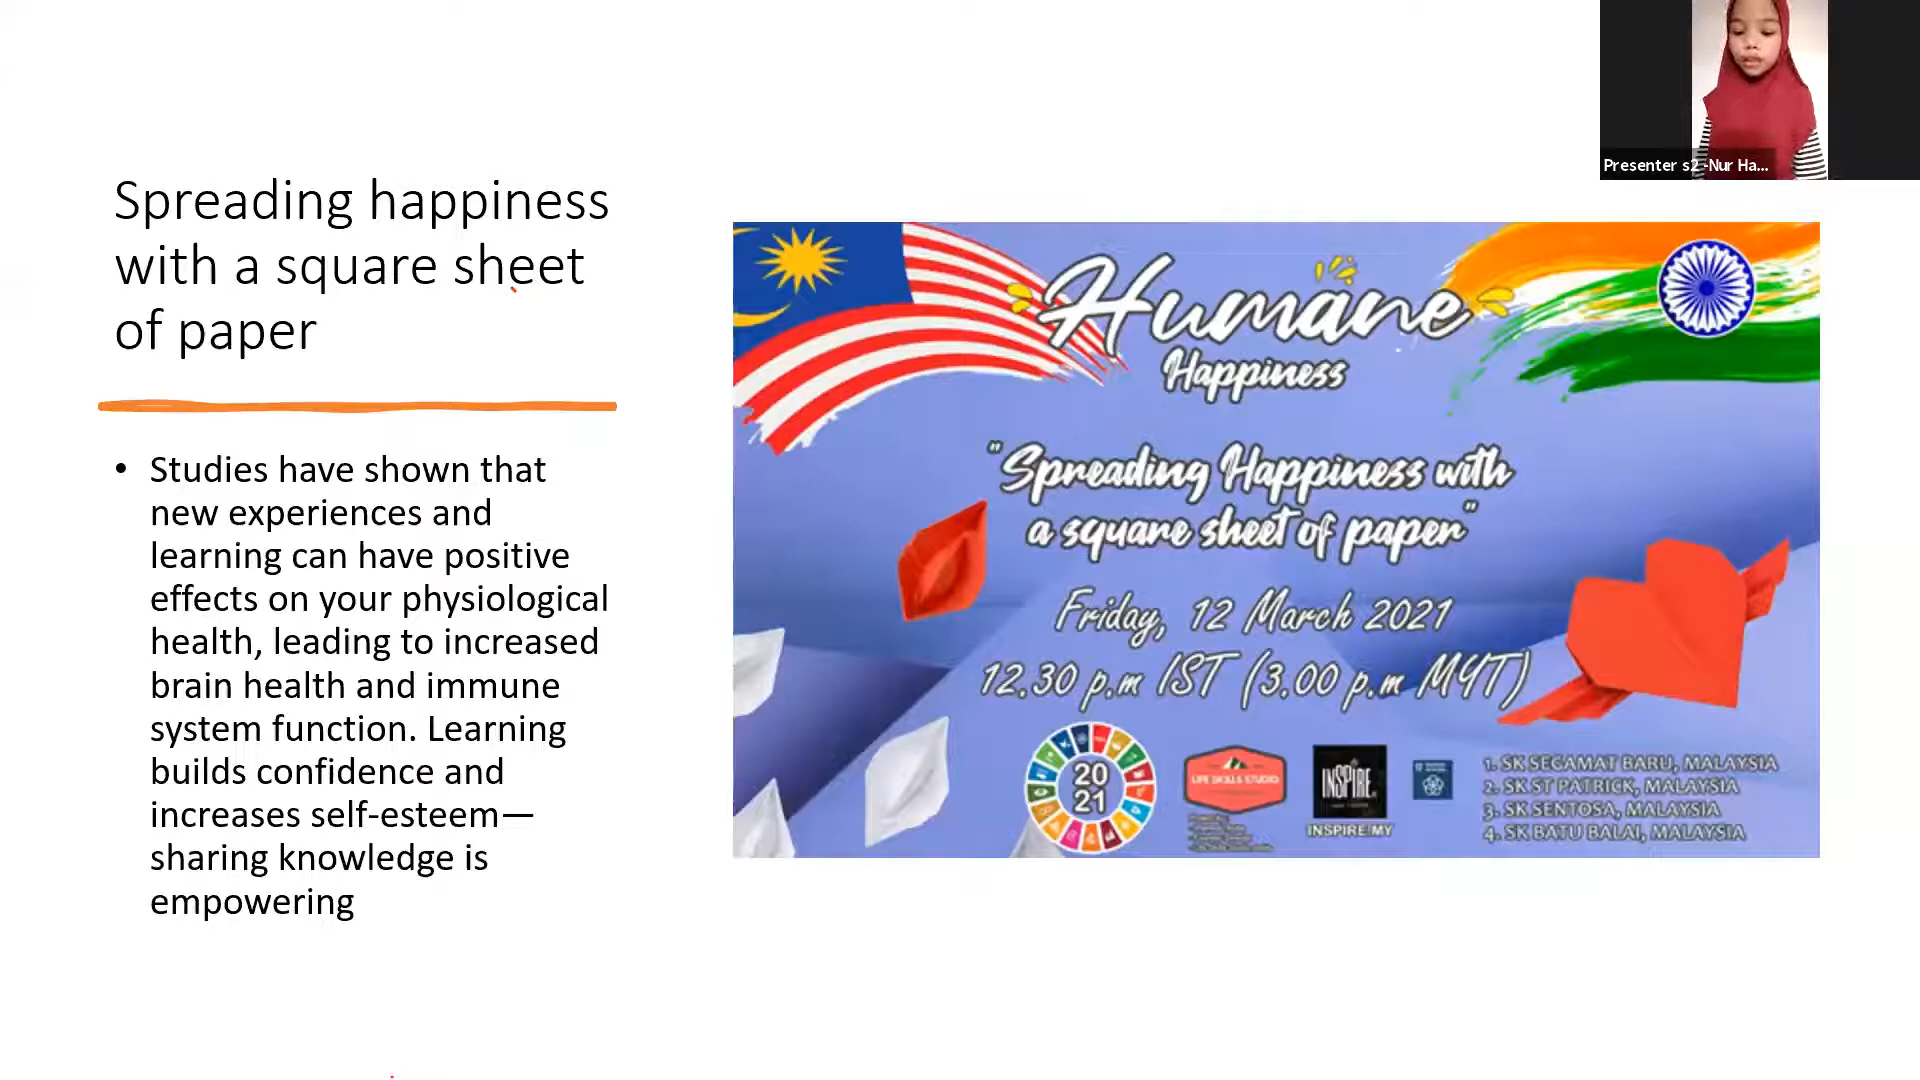 Presenter s2 -Nur Ha...
Spreading happiness
with a square sheet
of paper
• Studies have shown that
new experiences and
learning can have positive
effects on your physiological
health, leading to increased
brain health and immune
system function. Learning
builds confidence and
increases self-esteem—
sharing knowledge is
empowering
Humane
Happiness
"Spreading Happiness with
a square sheet of paper"
Friday, 12 March 2021
12.30 p.m IST (3.00 p.m MYT)
20
21
LIFE SKILLS STUDIO
INSPIRE
INSPIRE MY
1. SK SEGAMAT BARU, MALAYSIA
2. SK ST PATRICK, MALAYSIA
3. SK SENTOSA, MALAYSIA
4. SK BATU BALAI, MALAYSIA